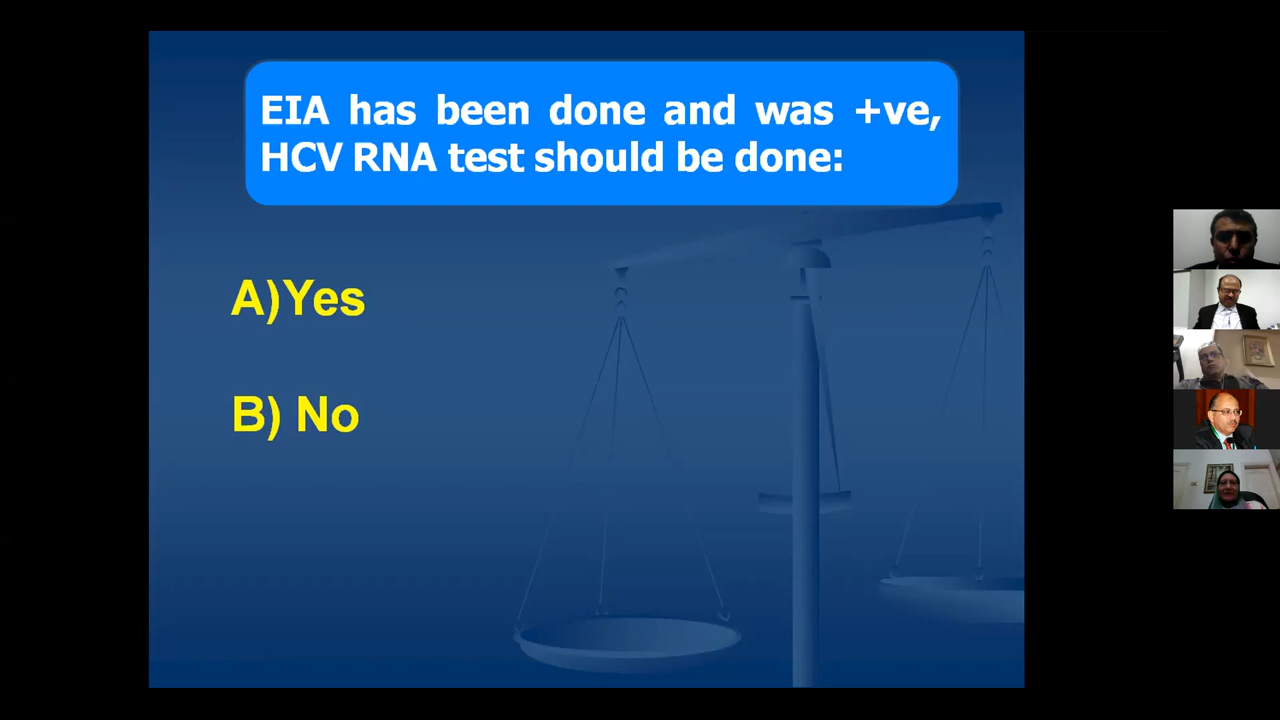 EIA has been done and was +ve,
HCV RNA test should be done:
A)Yes
B) No